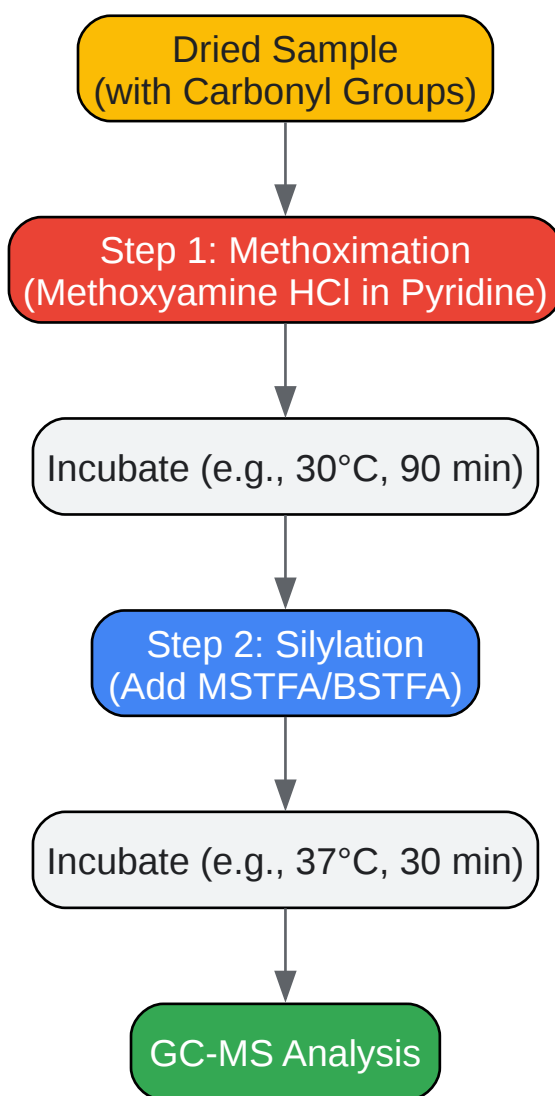 Dried Sample
(with Carbonyl Groups)
Step 1: Methoximation
(Methoxyamine HCl in Pyridine)
Incubate (e.g., 30°C, 90 min)
Step 2: Silylation
(Add MSTFA/BSTFA)
Incubate (e.g., 37°C, 30 min)
GC-MS Analysis